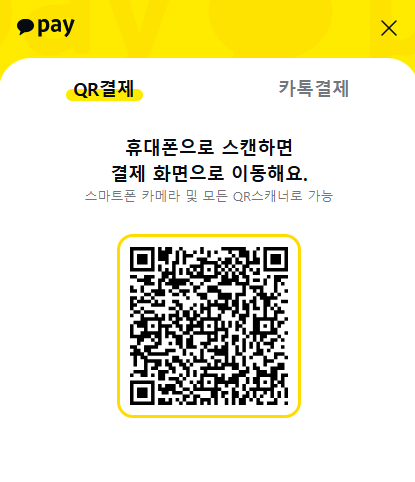 pay
QR결제
카톡결제
휴대폰으로 스캔하면
결제 화면으로 이동해요.
스마트폰 카메라 및 모든 QR스캐너로 가능